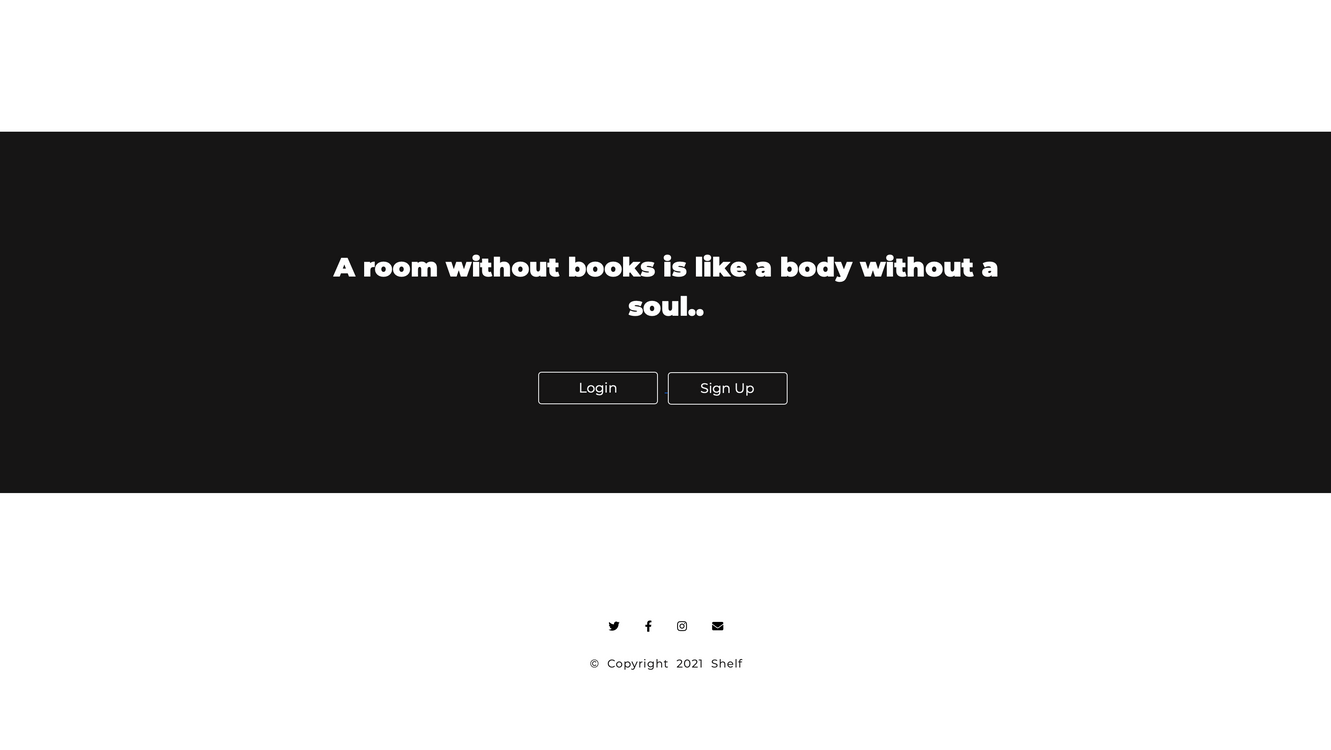 A room without books is like a body without a
soul..
Login Sign Up
© Copyright 2021 Shelf